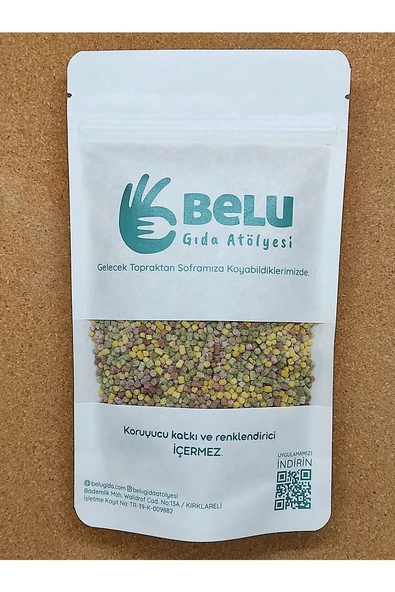 BeLU
Gıda Atölyesi
Gelecek Topraktan Soframıza Koyabildiklerimizde.
Koruyucu katkı ve renklendirici
İÇERMEZ
UYGULAMAMIZI
İNDİRİN
belugida.com belugidaatolyesi
Bademlik Mah. Walldrof Cad. No:13A / KIRKLARELİ
İşletme Kayıt No: TR-39-K-009882